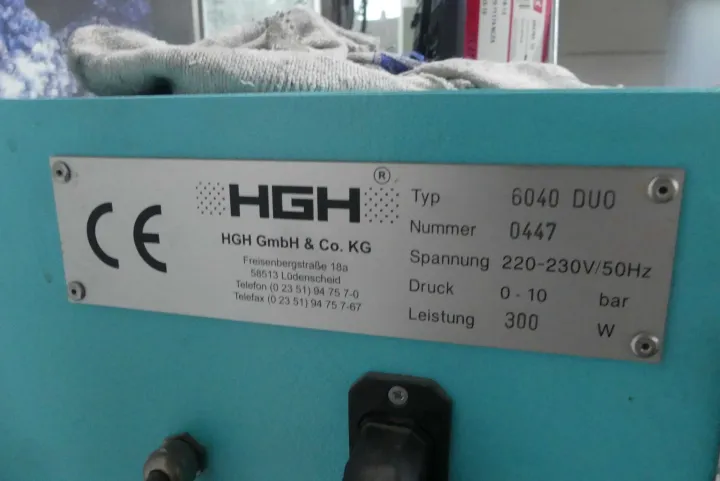 CE
HGH ®
HGH GmbH & Co. KG
Freisenbergstraße 18a
58513 Lüdenscheid
Telefon (0 23 51) 94 75 7-0
Telefax (0 23 51) 94 75 7-67
Typ 6040 DUO
Nummer 0447
Spannung 220-230V/50Hz
Druck 0 - 10 bar
Leistung 300 W